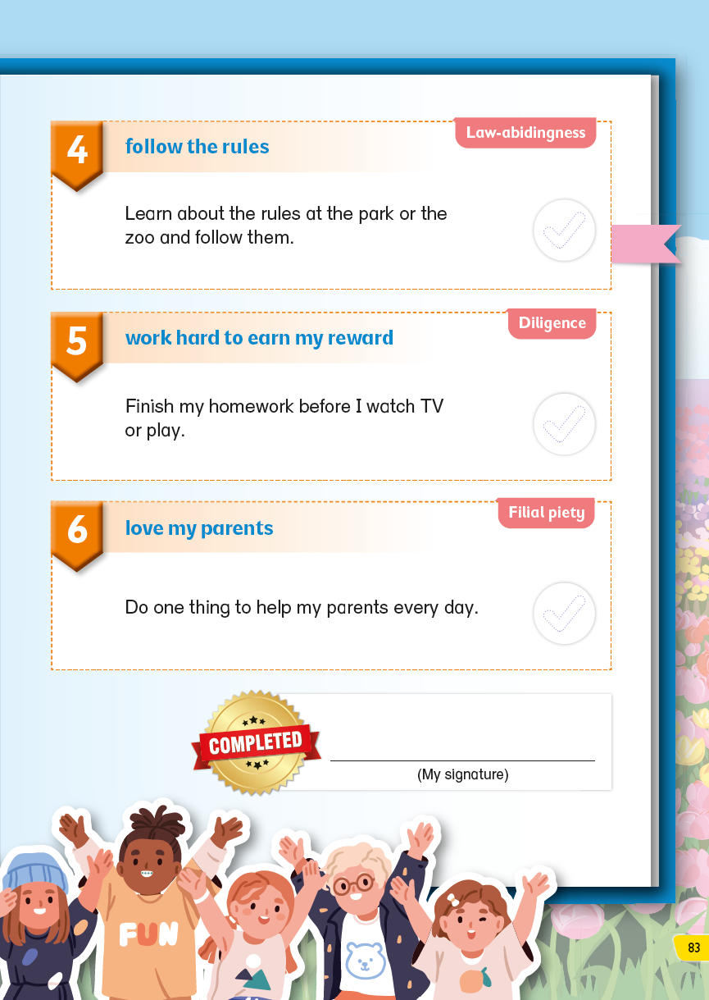 4
follow the rules
Law-abidingness
Learn about the rules at the park or the
zoo and follow them.
5
work hard to earn my reward
Diligence
Finish my homework before I watch TV
or play.
6
love my parents
Filial piety
Do one thing to help my parents every day.
COMPLETED
(My signature)
FUN
83